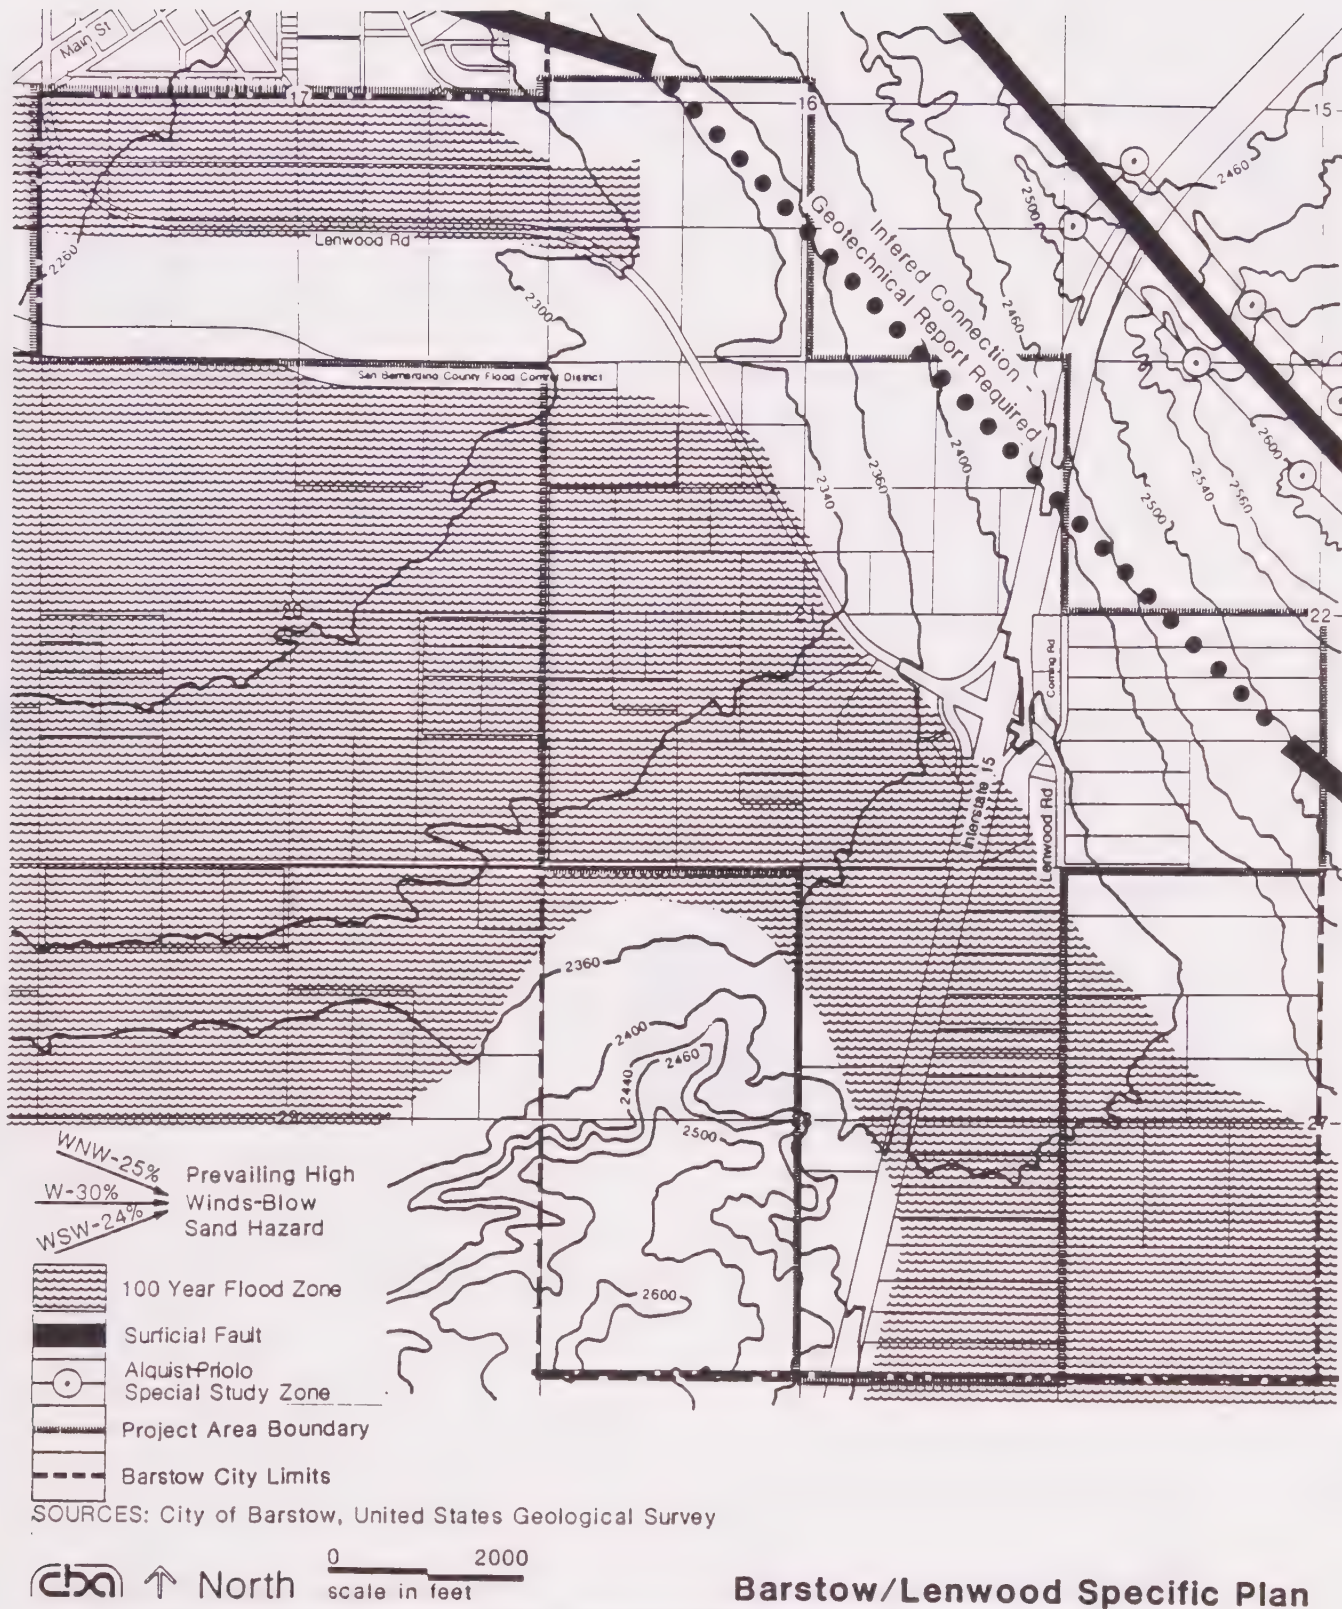 Main St
17
16
15
2460
2500
Lenwood Rd
2260
Infered Connection -
Geotechnical Report Required
2300
2460
San Bernardino County Flood Control District
2600
2400
2360
2340
2540
2560
2500
20
22
Coming Rd
Interstate 15
Lenwood Rd
2360
2400
2460
2440
2500
27
2600
WNW-25%
W-30%
WSW-24%
Prevailing High
Winds-Blow
Sand Hazard
100 Year Flood Zone
Surficial Fault
Alquist-Priolo
Special Study Zone
Project Area Boundary
Barstow City Limits
SOURCES: City of Barstow, United States Geological Survey
cba
North
0 2000
scale in feet
Barstow/Lenwood Specific Plan